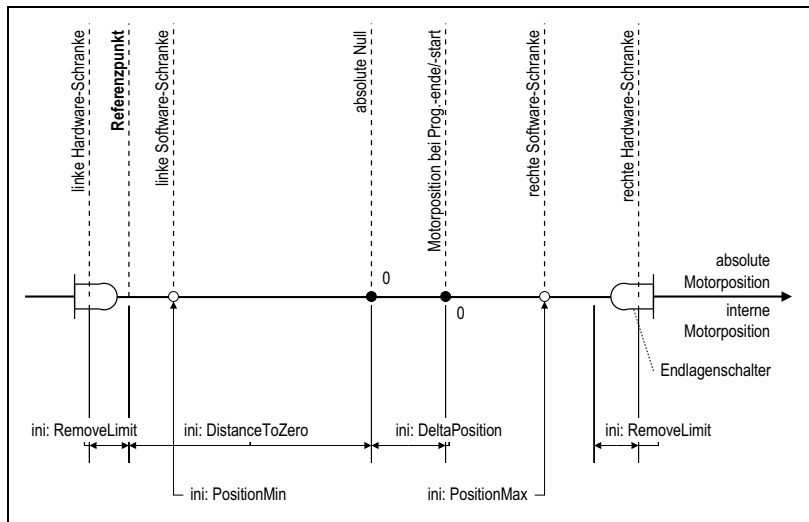 linke Hardware-Schranke
Referenzpunkt
linke Software-Schranke
absolute Null
Motorposition bei Prog.-ende/-start
rechte Software-Schranke
rechte Hardware-Schranke
0
0
absolute
Motorposition
interne
Motorposition
Endlagenschalter
ini: RemoveLimit
ini: DistanceToZero
ini: DeltaPosition
ini: RemoveLimit
ini: PositionMin
ini: PositionMax